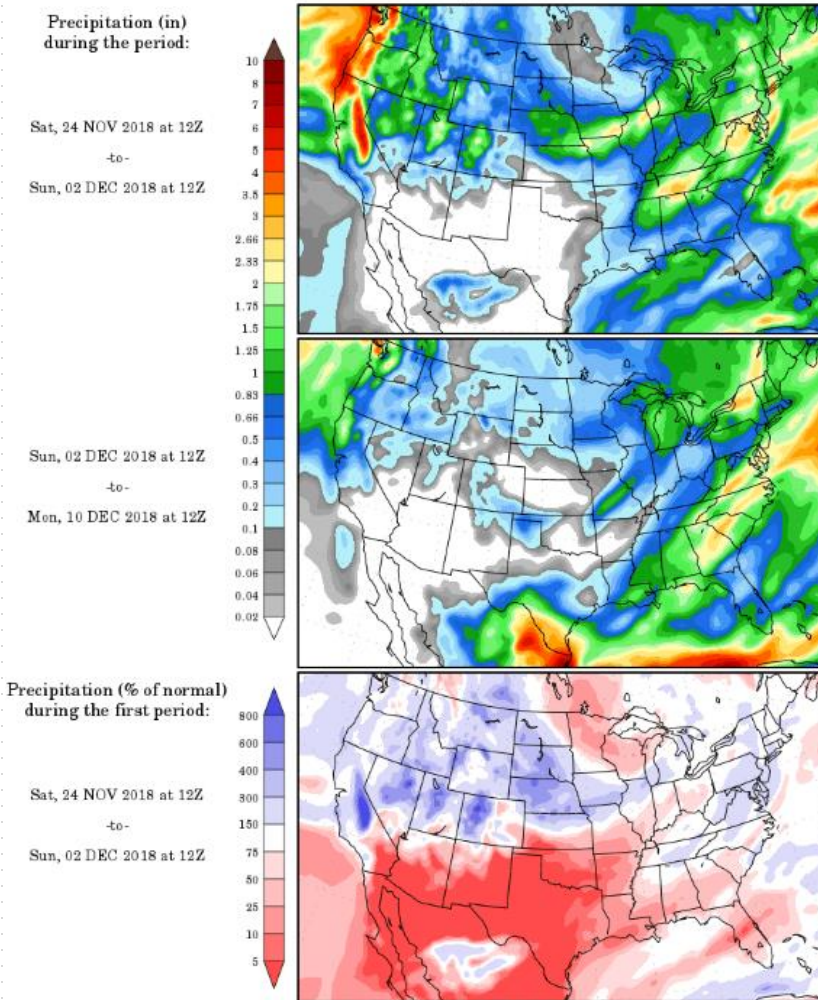 Precipitation (in)
during the period:
Sat, 24 NOV 2018 at 12Z
-to-
Sun, 02 DEC 2018 at 12Z
Sun, 02 DEC 2018 at 12Z
-to-
Mon, 10 DEC 2018 at 12Z
10
8
7
6
5
4
3.5
3
2.66
2.33
2
1.75
1.5
1.25
1
0.83
0.66
0.5
0.4
0.3
0.2
0.1
0.08
0.06
0.04
0.02
Precipitation (% of normal)
during the first period:
Sat, 24 NOV 2018 at 12Z
-to-
Sun, 02 DEC 2018 at 12Z
800
600
400
300
150
75
50
25
10
5